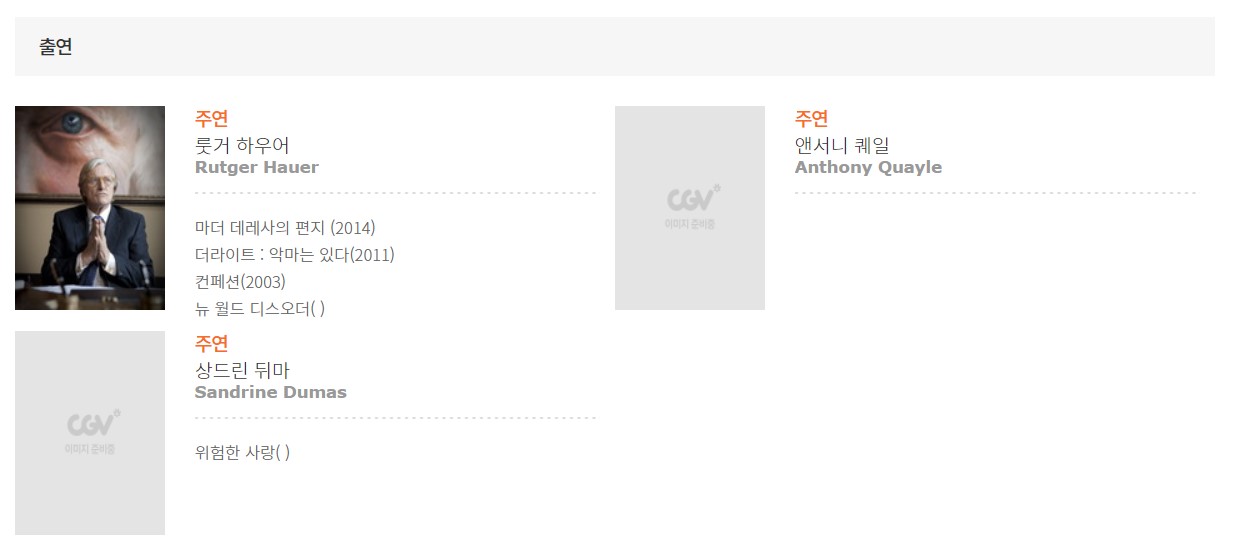 출연
주연
룻거 하우어
Rutger Hauer
마더 데레사의 편지 (2014)
더라이트 : 악마는 있다(2011)
컨페션(2003)
뉴 월드 디스오더( )
주연
앤서니 퀘일
Anthony Quayle
CGV
이미지 준비중
주연
상드린 뒤마
Sandrine Dumas
위험한 사랑( )
CGV
이미지 준비중